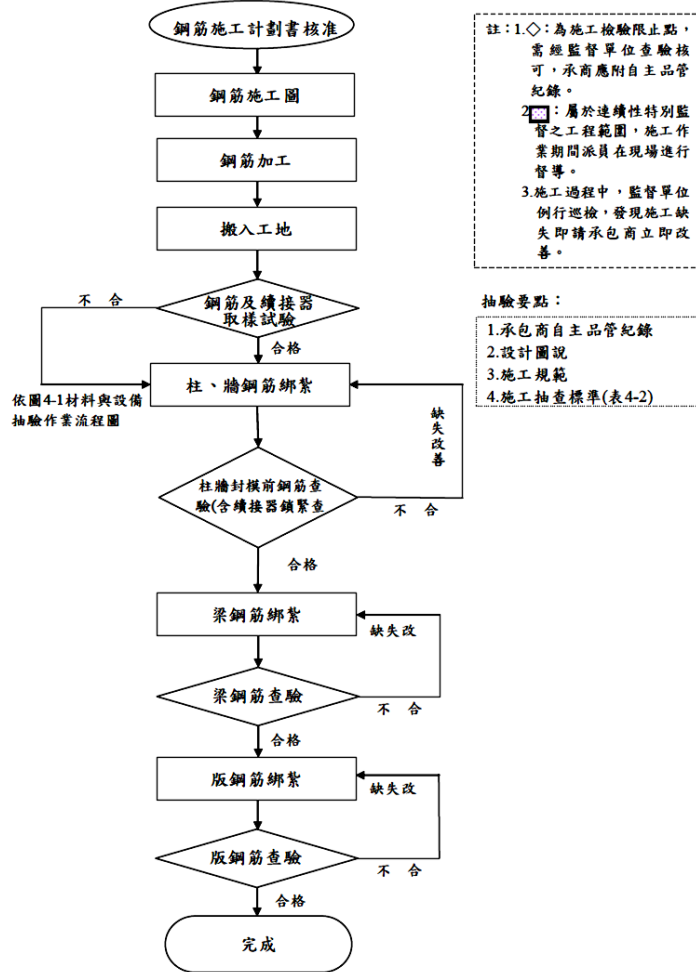 鋼筋施工計劃書核准
鋼筋施工圖
鋼筋加工
搬入工地
鋼筋及續接器
取樣試驗
不 合
合格
依圖4-1材料與設備
抽驗作業流程圖
柱、牆鋼筋綁紮
缺失改善
柱牆封模前鋼筋查
驗(含續接器鎖緊查
不 合
合格
梁鋼筋綁紮
缺失改
梁鋼筋查驗
不 合
合格
版鋼筋綁紮
缺失改
版鋼筋查驗
不 合
合格
完成
註：1.◇：為施工檢驗限止點，
需經監督單位查驗核
可，承商應附自主品管
紀錄。
2：屬於連續性特別監
督之工程範圍，施工作
業期間派員在現場進行
督導。
3.施工過程中，監督單位
例行巡檢，發現施工缺
失即請承包商立即改
善。
抽驗要點：
1.承包商自主品管紀錄
2.設計圖說
3.施工規範
4.施工抽查標準(表4-2)